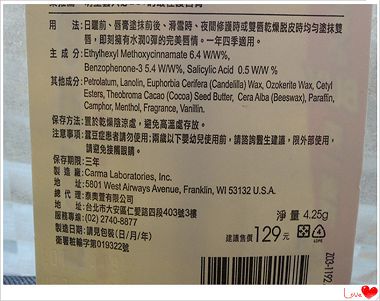 用　　法：日曬前、唇膏塗抹前後、滑雪時、夜間修護時或雙唇乾燥脫皮時均勻塗抹雙
唇，即刻擁有水潤Q彈的完美唇情。一年四季適用。
主 成 分：Ethylhexyl Methoxycinnamate 6.4 W/W%,
Benzophenone-3 5.4 W/W%, Salicylic Acid 0.5 W/W %
其他成分：Petrolatum, Lanolin, Euphorbia Cerifera (Candelilla) Wax, Ozokerite Wax, Cetyl
Esters, Theobroma Cacao (Cocoa) Seed Butter, Cera Alba (Beeswax), Paraffin,
Camphor, Menthol, Fragrance, Vanillin.
保存方法：置於乾燥陰涼處，避免高溫處存放。
注意事項：蠶豆症患者請勿使用；兩歲以下嬰幼兒使用前，請諮詢醫生建議，限外部使用，
請避免接觸眼睛。
保存期限：三年
製 造 廠：Carma Laboratories, Inc.
地　　址：5801 West Airways Avenue, Franklin, WI 53132 U.S.A.
總 代 理：泰奧萱有限公司
地　　址：台北市大安區仁愛路四段403號3樓
服務專線：(02) 2740-8877
製造日期：請見包裝（日/月/年）
衛署粧輸字第019322號
淨 量 4.25g
建議售價 129元
Z03-1192
Love